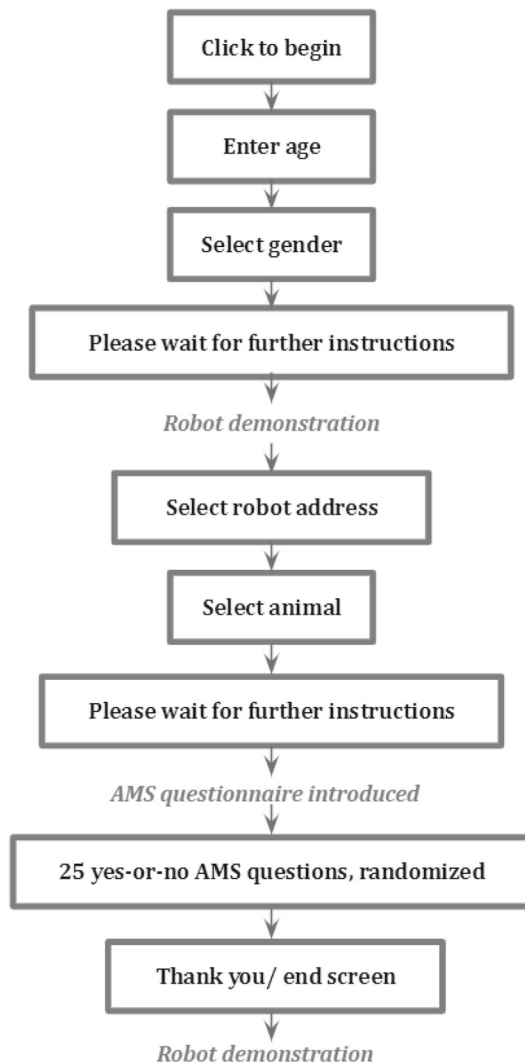 Click to begin
Enter age
Select gender
Please wait for further instructions
Robot demonstration
Select robot address
Select animal
Please wait for further instructions
AMS questionnaire introduced
25 yes-or-no AMS questions, randomized
Thank you/ end screen
Robot demonstration